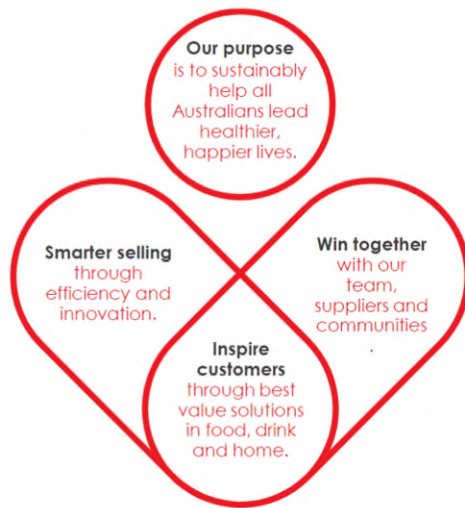 Our purpose
is to sustainably
help all
Australians lead
healthier,
happier lives.
Smarter selling
through
efficiency and
innovation.
Win together
with our
team,
suppliers and
communities
.
Inspire
customers
through best
value solutions
in food, drink
and home.